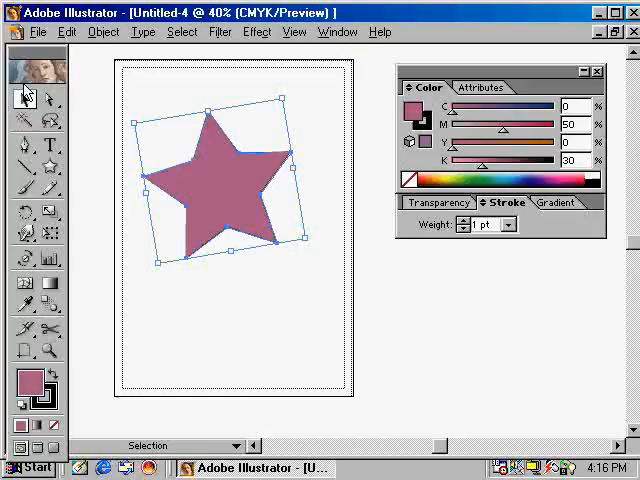 Adobe Illustrator - [Untitled-4 @ 40% (CMYK/Preview) ]
File Edit Object Type Select Filter Effect View Window Help
Color Attributes
C 0 %
M 50 %
Y 0 %
K 30 %
Transparency Stroke Gradient
Weight: 1 pt
T
Selection
Start Adobe Illustrator - [U... 4:16 PM